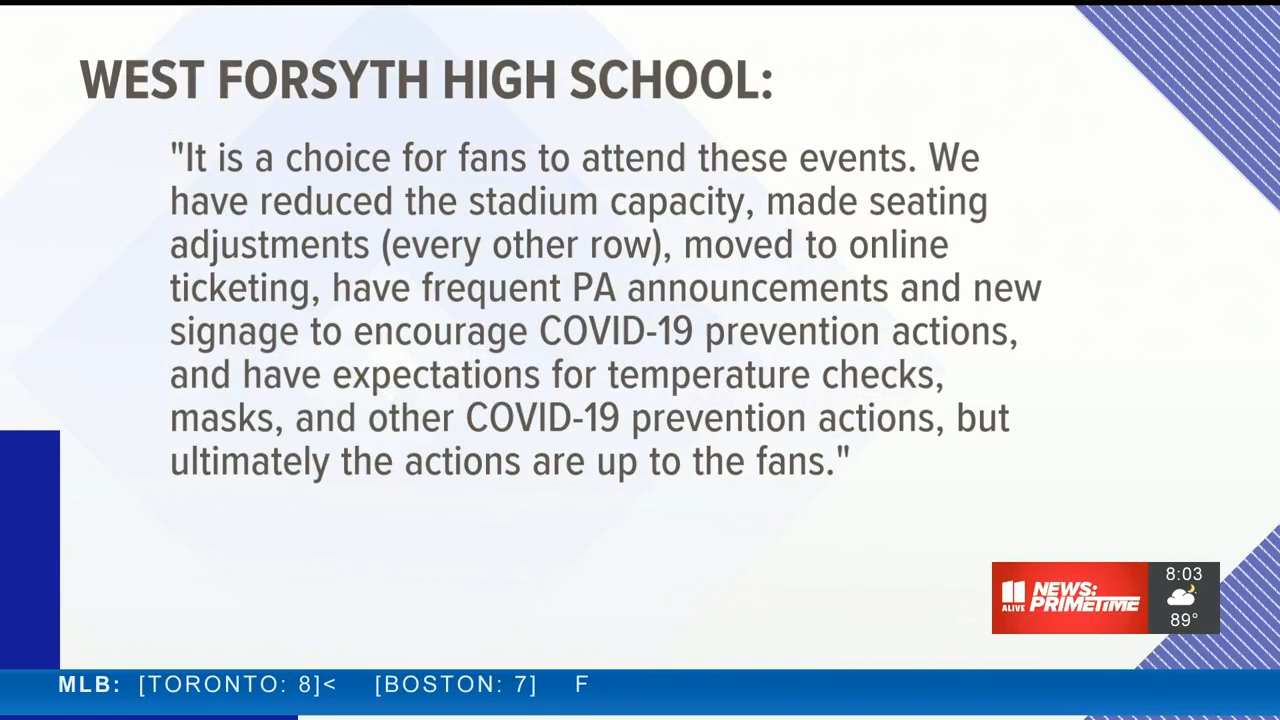 WEST FORSYTH HIGH SCHOOL:
"It is a choice for fans to attend these events. We
have reduced the stadium capacity, made seating
adjustments (every other row), moved to online
ticketing, have frequent PA announcements and new
signage to encourage COVID-19 prevention actions,
and have expectations for temperature checks,
masks, and other COVID-19 prevention actions, but
ultimately the actions are up to the fans."
11 ALIVE
NEWS:
PRIMETIME
8:03
89°
MLB: [TORONTO: 8]< [BOSTON: 7] F